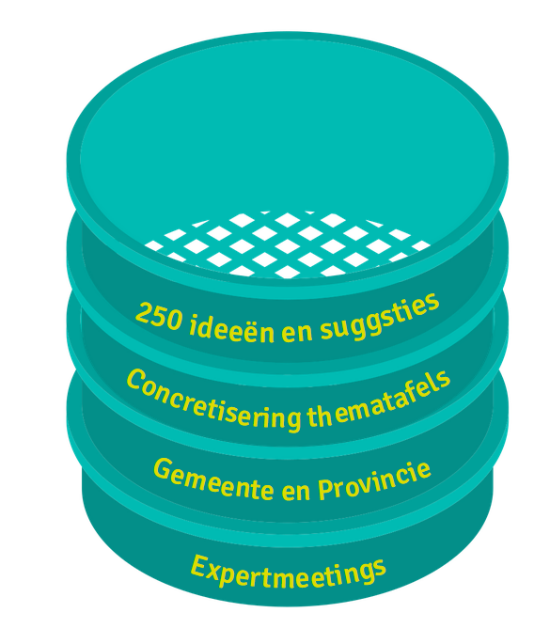 250 ideeën en suggsties
Concretisering thematafels
Gemeente en Provincie
Expertmeetings